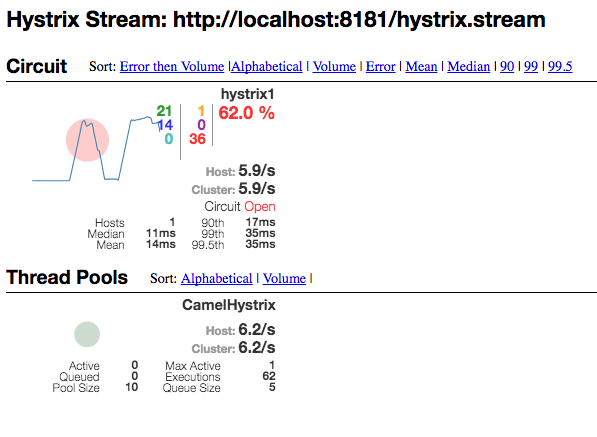 Hystrix Stream: http://localhost:8181/hystrix.stream
Circuit Sort: Error then Volume |Alphabetical | Volume | Error | Mean | Median | 90 | 99 | 99.5
hystrix1
21 1 62.0 %
14 0
0 36
Host: 5.9/s
Cluster: 5.9/s
Circuit Open
Hosts 1 90th 17ms
Median 11ms 99th 35ms
Mean 14ms 99.5th 35ms
Thread Pools Sort: Alphabetical | Volume |
CamelHystrix
Host: 6.2/s
Cluster: 6.2/s
Active 0 Max Active 1
Queued 0 Executions 62
Pool Size 10 Queue Size 5